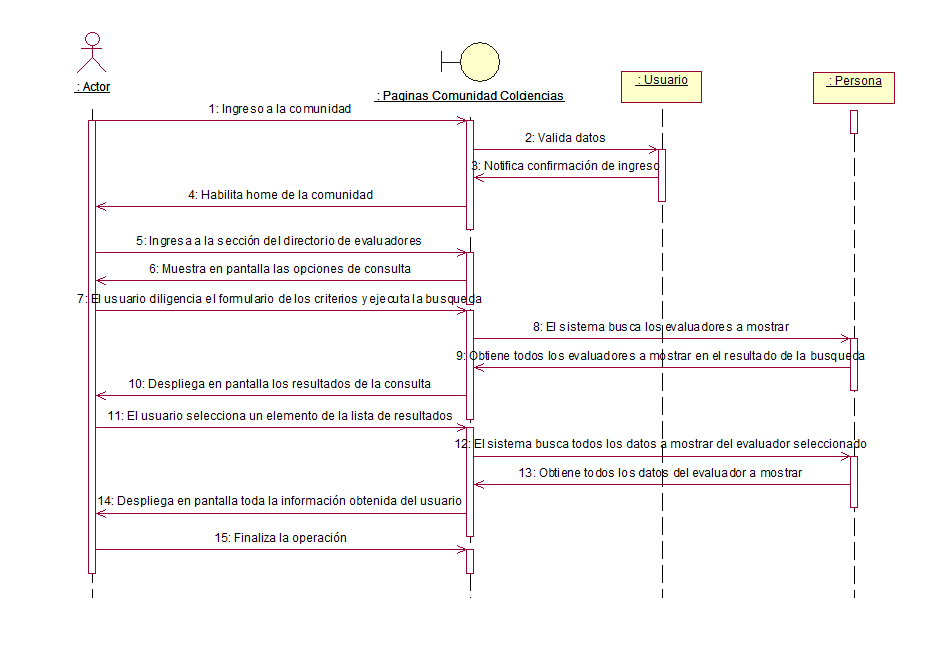 : Actor
: Paginas Comunidad Colciencias
: Usuario
: Persona
1: Ingreso a la comunidad
2: Valida datos
3: Notifica confirmación de ingreso
4: Habilita home de la comunidad
5: Ingresa a la sección del directorio de evaluadores
6: Muestra en pantalla las opciones de consulta
7: El usuario diligencia el formulario de los criterios y ejecuta la busqueda
8: El sistema busca los evaluadores a mostrar
9: Obtiene todos los evaluadores a mostrar en el resultado de la busqueda
10: Despliega en pantalla los resultados de la consulta
11: El usuario selecciona un elemento de la lista de resultados
12: El sistema busca todos los datos a mostrar del evaluador seleccionado
13: Obtiene todos los datos del evaluador a mostrar
14: Despliega en pantalla toda la información obtenida del usuario
15: Finaliza la operación